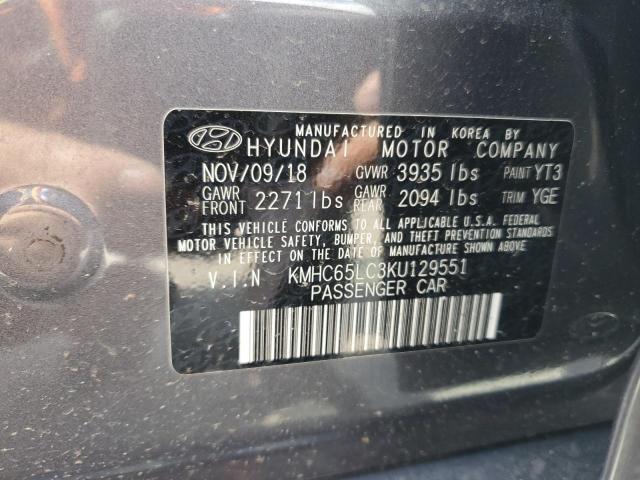 MANUFACTURED IN KOREA BY
HYUNDAI MOTOR COMPANY
NOV/09/18 GVWR 3935 lbs PAINT YT3
GAWR FRONT 2271 lbs GAWR REAR 2094 lbs TRIM YGE
THIS VEHICLE CONFORMS TO ALL APPLICABLE U.S.A. FEDERAL
MOTOR VEHICLE SAFETY, BUMPER, AND THEFT PREVENTION STANDARDS
IN EFFECT ON THE DATE OF MANUFACTURE SHOWN ABOVE.
V.I.N KMHC65LC3KU129551
PASSENGER CAR